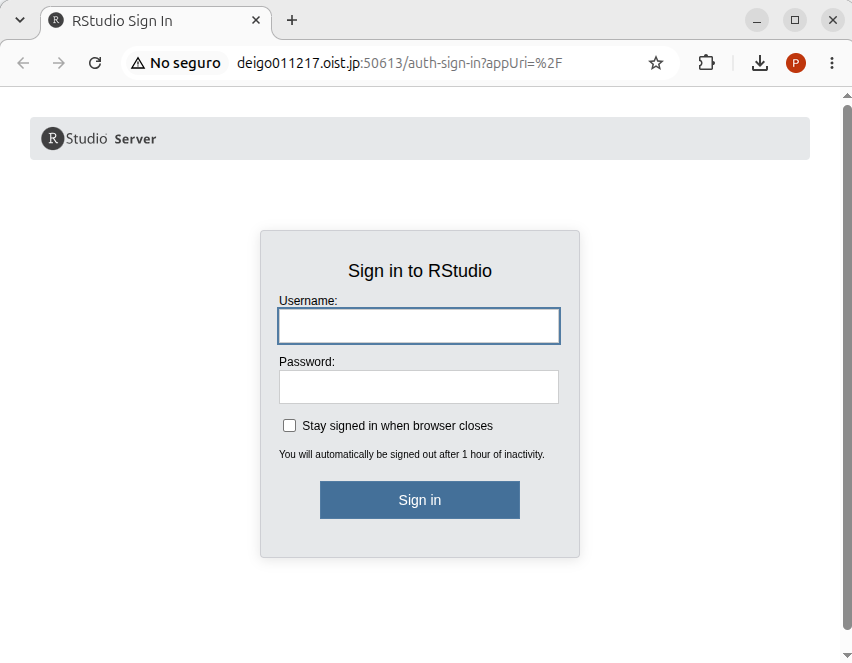 R RStudio Sign In
No seguro deigo011217.oist.jp:50613/auth-sign-in?appUri=%2F P
R Studio Server
Sign in to RStudio
Username:
Password:
Stay signed in when browser closes
You will automatically be signed out after 1 hour of inactivity.
Sign in